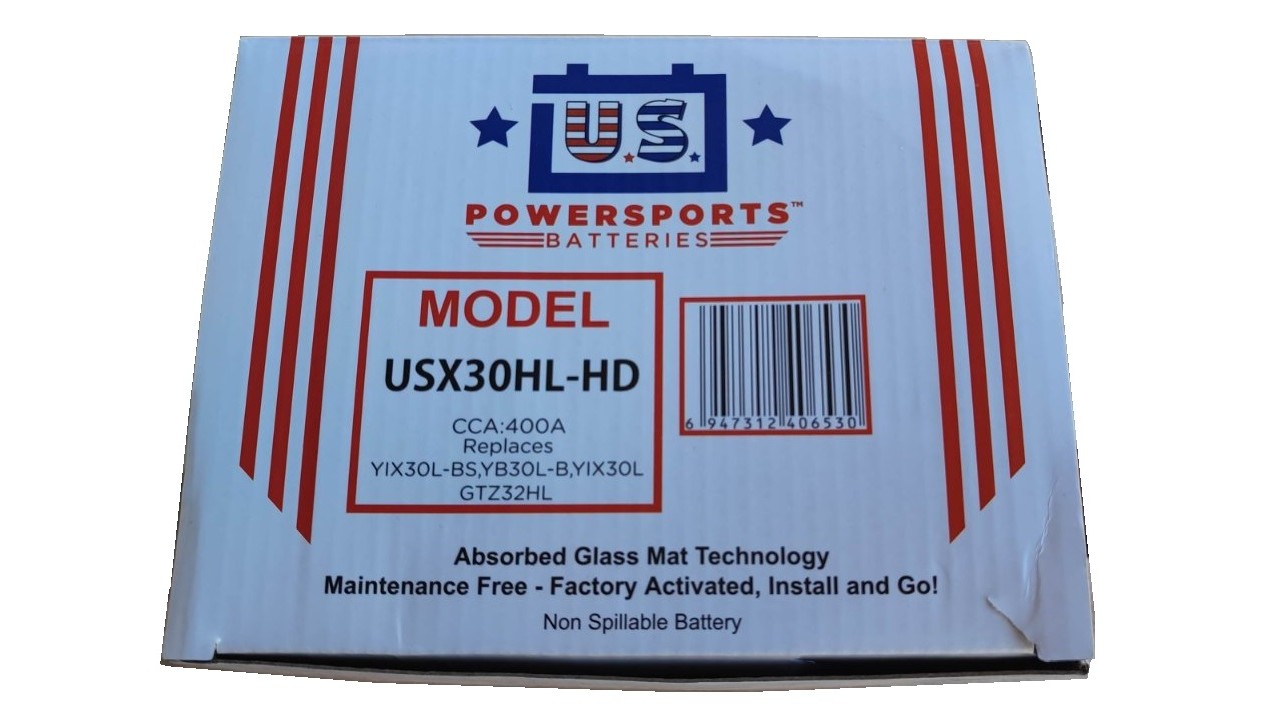 U.S.
POWERSPORTS™
BATTERIES
MODEL
USX30HL-HD
CCA:400A
Replaces
YIX30L-BS,YB30L-B,YIX30L
GTZ32HL
6 947312 406530
Absorbed Glass Mat Technology
Maintenance Free - Factory Activated, Install and Go!
Non Spillable Battery